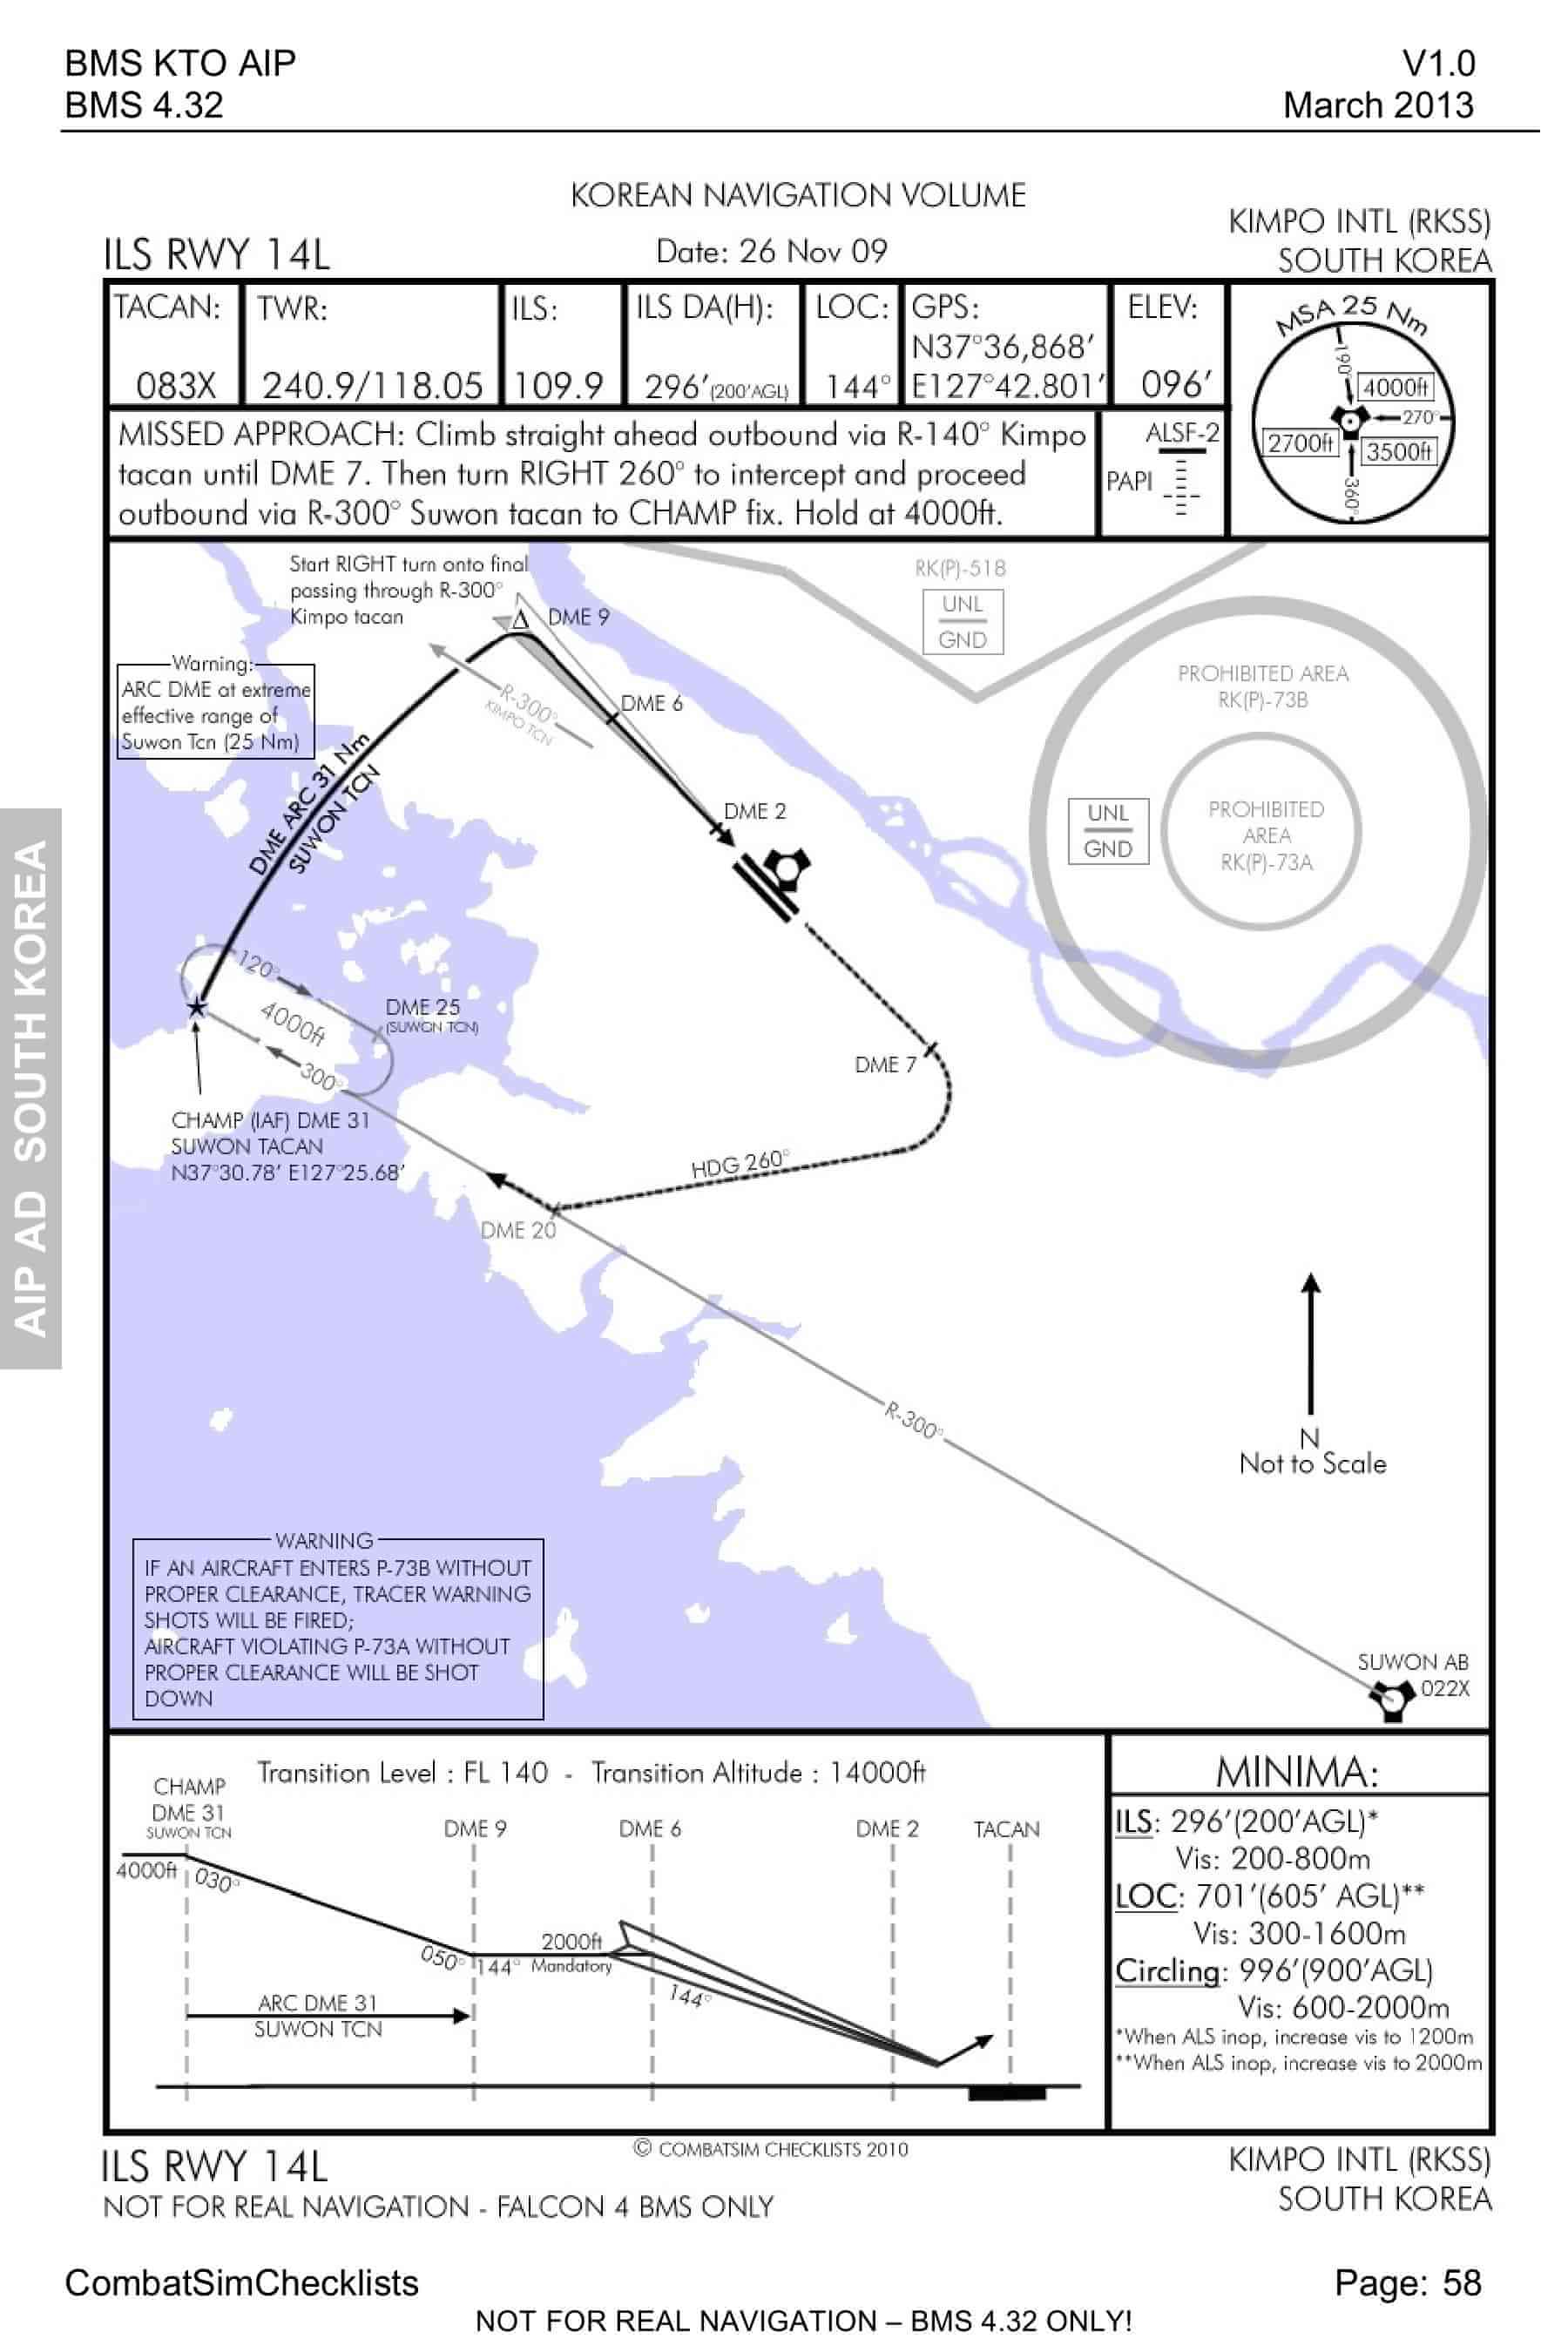 BMS KTO AIP
V1.0
BMS 4.32
March 2013
KOREAN NAVIGATION VOLUME
KIMPO INTL (RKSS)
ILS RWY 14L
Date: 26 Nov 09
SOUTH KOREA
TACAN:
083X
TWR:
240.9/118.05
ILS:
109.9
ILS DA(H):
296'(200'AGL)
LOC:
144°
GPS:
N37°36,868'
E127°42.801'
ELEV:
096'
MSA 25 Nm
190°
4000ft
270°
2700ft
3500ft
360°
MISSED APPROACH: Climb straight ahead outbound via R-140° Kimpo
tacan until DME 7. Then turn RIGHT 260° to intercept and proceed
outbound via R-300° Suwon tacan to CHAMP fix. Hold at 4000ft.
ALSF-2
PAPI
Start RIGHT turn onto final
passing through R-300°
Kimpo tacan
DME 9
RK(P)-518
UNL
GND
Warning:
ARC DME at extreme
effective range of
Suwon Tcn (25 Nm)
R-300°
KIMPO TCN
DME 6
PROHIBITED AREA
RK(P)-73B
DME ARC 31 Nm
SUWON TCN
DME 2
UNL
GND
PROHIBITED
AREA
RK(P)-73A
AIP AD SOUTH KOREA
120°
4000ft
300°
DME 25
(SUWON TCN)
DME 7
CHAMP (IAF) DME 31
SUWON TACAN
N37°30.78' E127°25.68'
HDG 260°
DME 20
R-300°
N
Not to Scale
WARNING
IF AN AIRCRAFT ENTERS P-73B WITHOUT
PROPER CLEARANCE, TRACER WARNING
SHOTS WILL BE FIRED;
AIRCRAFT VIOLATING P-73A WITHOUT
PROPER CLEARANCE WILL BE SHOT
DOWN
SUWON AB
022X
Transition Level : FL 140 - Transition Altitude : 14000ft
CHAMP
DME 31
SUWON TCN
DME 9
DME 6
DME 2
TACAN
4000ft
030°
050°
144°
2000ft
Mandatory
144°
ARC DME 31
SUWON TCN
MINIMA:
ILS: 296'(200'AGL)*
Vis: 200-800m
LOC: 701'(605' AGL)**
Vis: 300-1600m
Circling: 996'(900'AGL)
Vis: 600-2000m
*When ALS inop, increase vis to 1200m
**When ALS inop, increase vis to 2000m
© COMBATSIM CHECKLISTS 2010
ILS RWY 14L
KIMPO INTL (RKSS)
NOT FOR REAL NAVIGATION - FALCON 4 BMS ONLY
SOUTH KOREA
CombatSimChecklists
Page: 58
NOT FOR REAL NAVIGATION – BMS 4.32 ONLY!